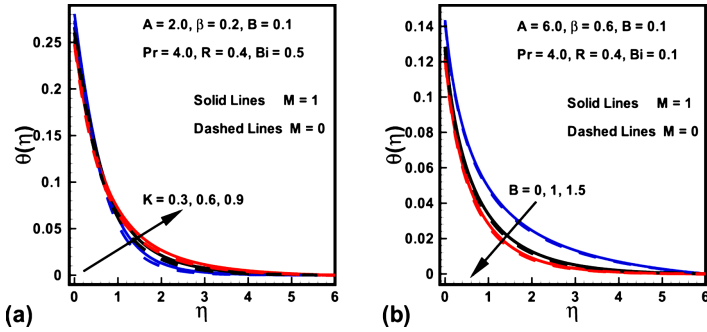 A = 2.0, β = 0.2, B = 0.1
Pr = 4.0, R = 0.4, Bi = 0.5
Solid Lines M = 1
Dashed Lines M = 0
K = 0.3, 0.6, 0.9
θ(η)
0.25
0.2
0.15
0.1
0.05
0
0 1 2 3 4 5 6
η
(a)
A = 6.0, β = 0.6, B = 0.1
Pr = 4.0, R = 0.4, Bi = 0.1
Solid Lines M = 1
Dashed Lines M = 0
B = 0, 1, 1.5
θ(η)
0.14
0.12
0.1
0.08
0.06
0.04
0.02
0
0 1 2 3 4 5 6
η
(b)